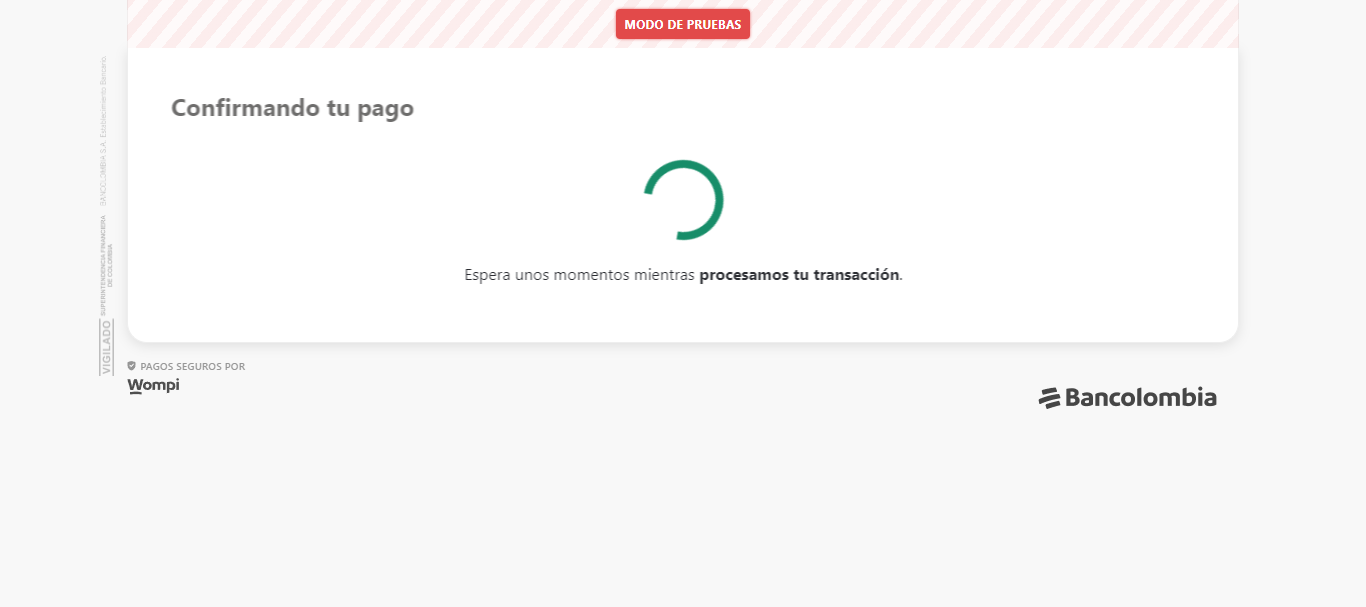 MODO DE PRUEBAS
Confirmando tu pago
Espera unos momentos mientras procesamos tu transacción.
VIGILADO
SUPERINTENDENCIA FINANCIERA
DE COLOMBIA
BANCOLOMBIA S.A. Establecimiento Bancario
PAGOS SEGUROS POR
Wompi
Bancolombia